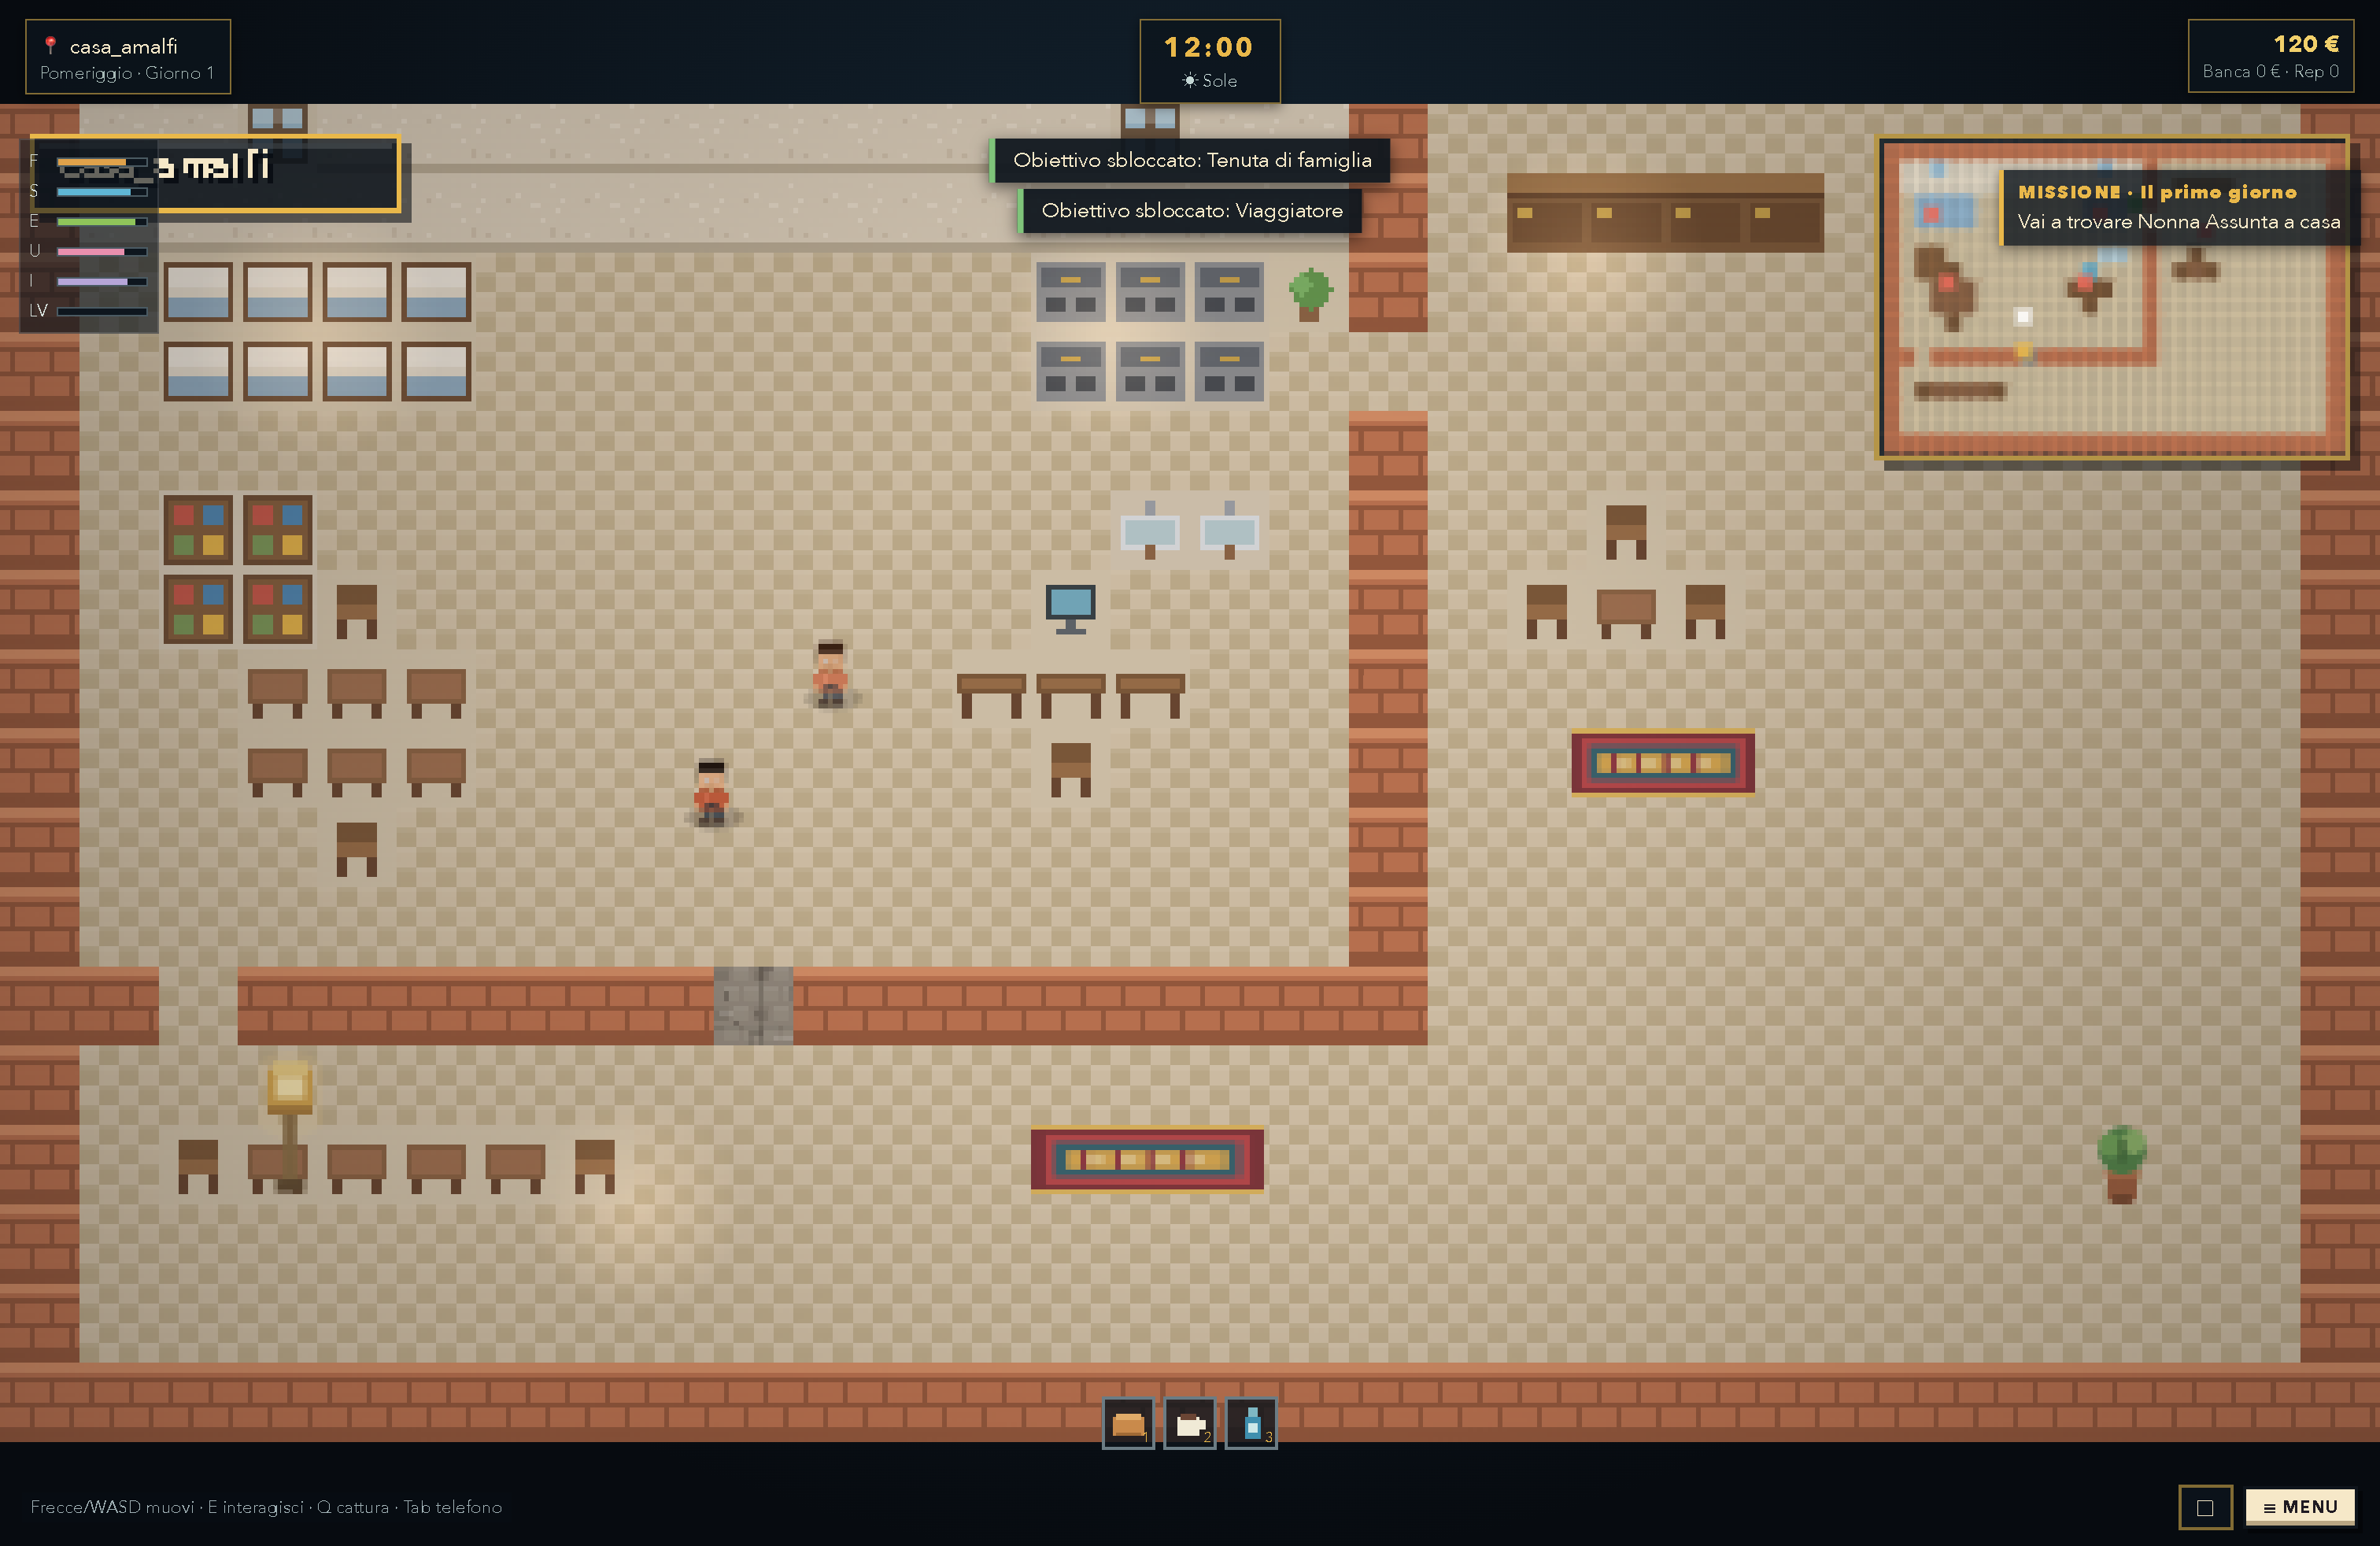 casa_amalfi
Pomeriggio · Giorno 1
12:00
Sole
120 €
Banca 0 € · Rep 0
F
S
E
U
I
LV
amalfi
Obiettivo sbloccato: Tenuta di famiglia
Obiettivo sbloccato: Viaggiatore
MISSIONE · Il primo giorno
Vai a trovare Nonna Assunta a casa
1
2
3
Frecce/WASD muovi · E interagisci · Q cattura · Tab telefono
≡ MENU